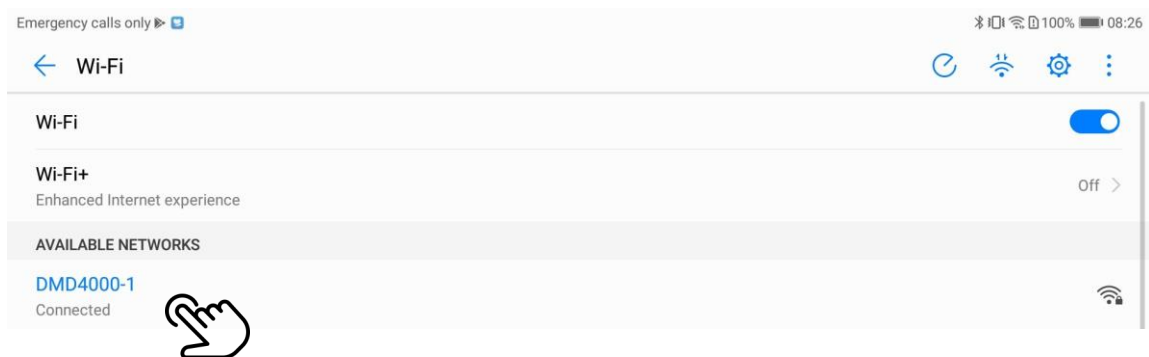 Emergency calls only
100% 08:26
Wi-Fi
Wi-Fi
Wi-Fi+
Enhanced Internet experience
Off
AVAILABLE NETWORKS
DMD4000-1
Connected